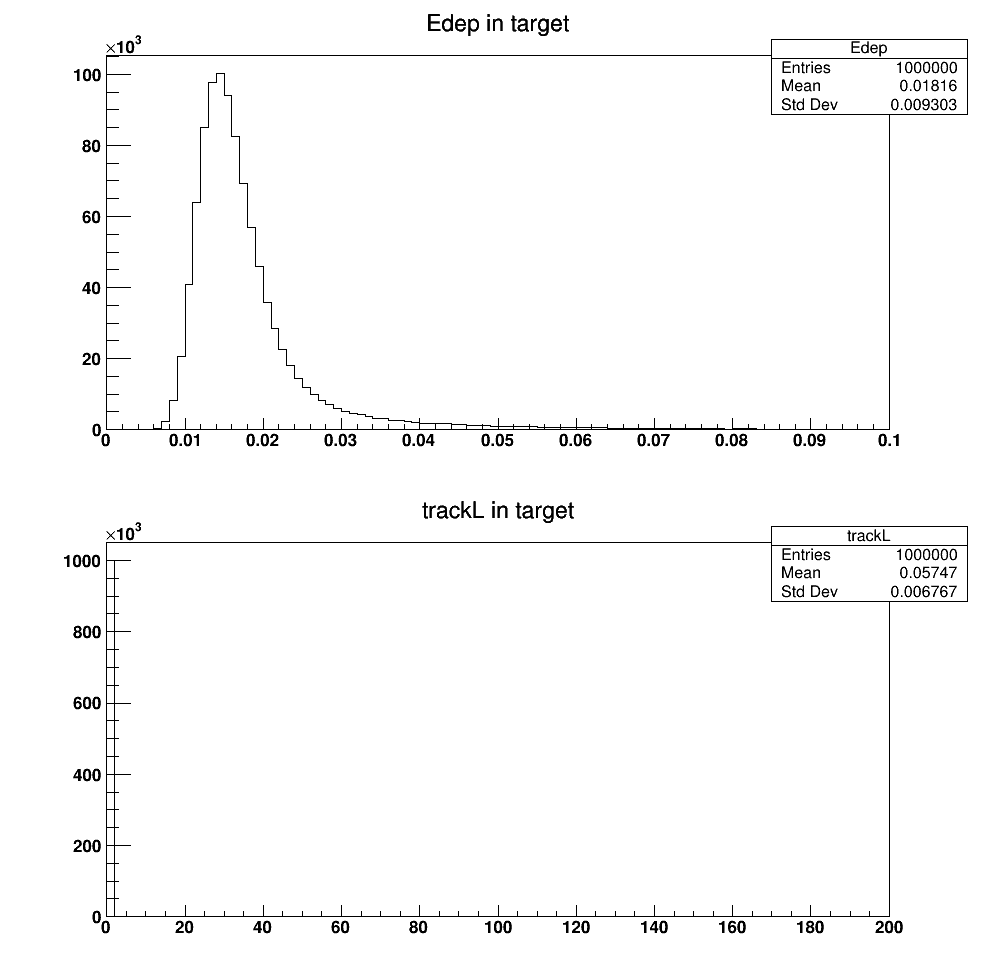 Edep in target
×10³
Edep
Entries 1000000
Mean 0.01816
Std Dev 0.009303
100
80
60
40
20
0
0 0.01 0.02 0.03 0.04 0.05 0.06 0.07 0.08 0.09 0.1
trackL in target
×10³
trackL
Entries 1000000
Mean 0.05747
Std Dev 0.006767
1000
800
600
400
200
0
0 20 40 60 80 100 120 140 160 180 200